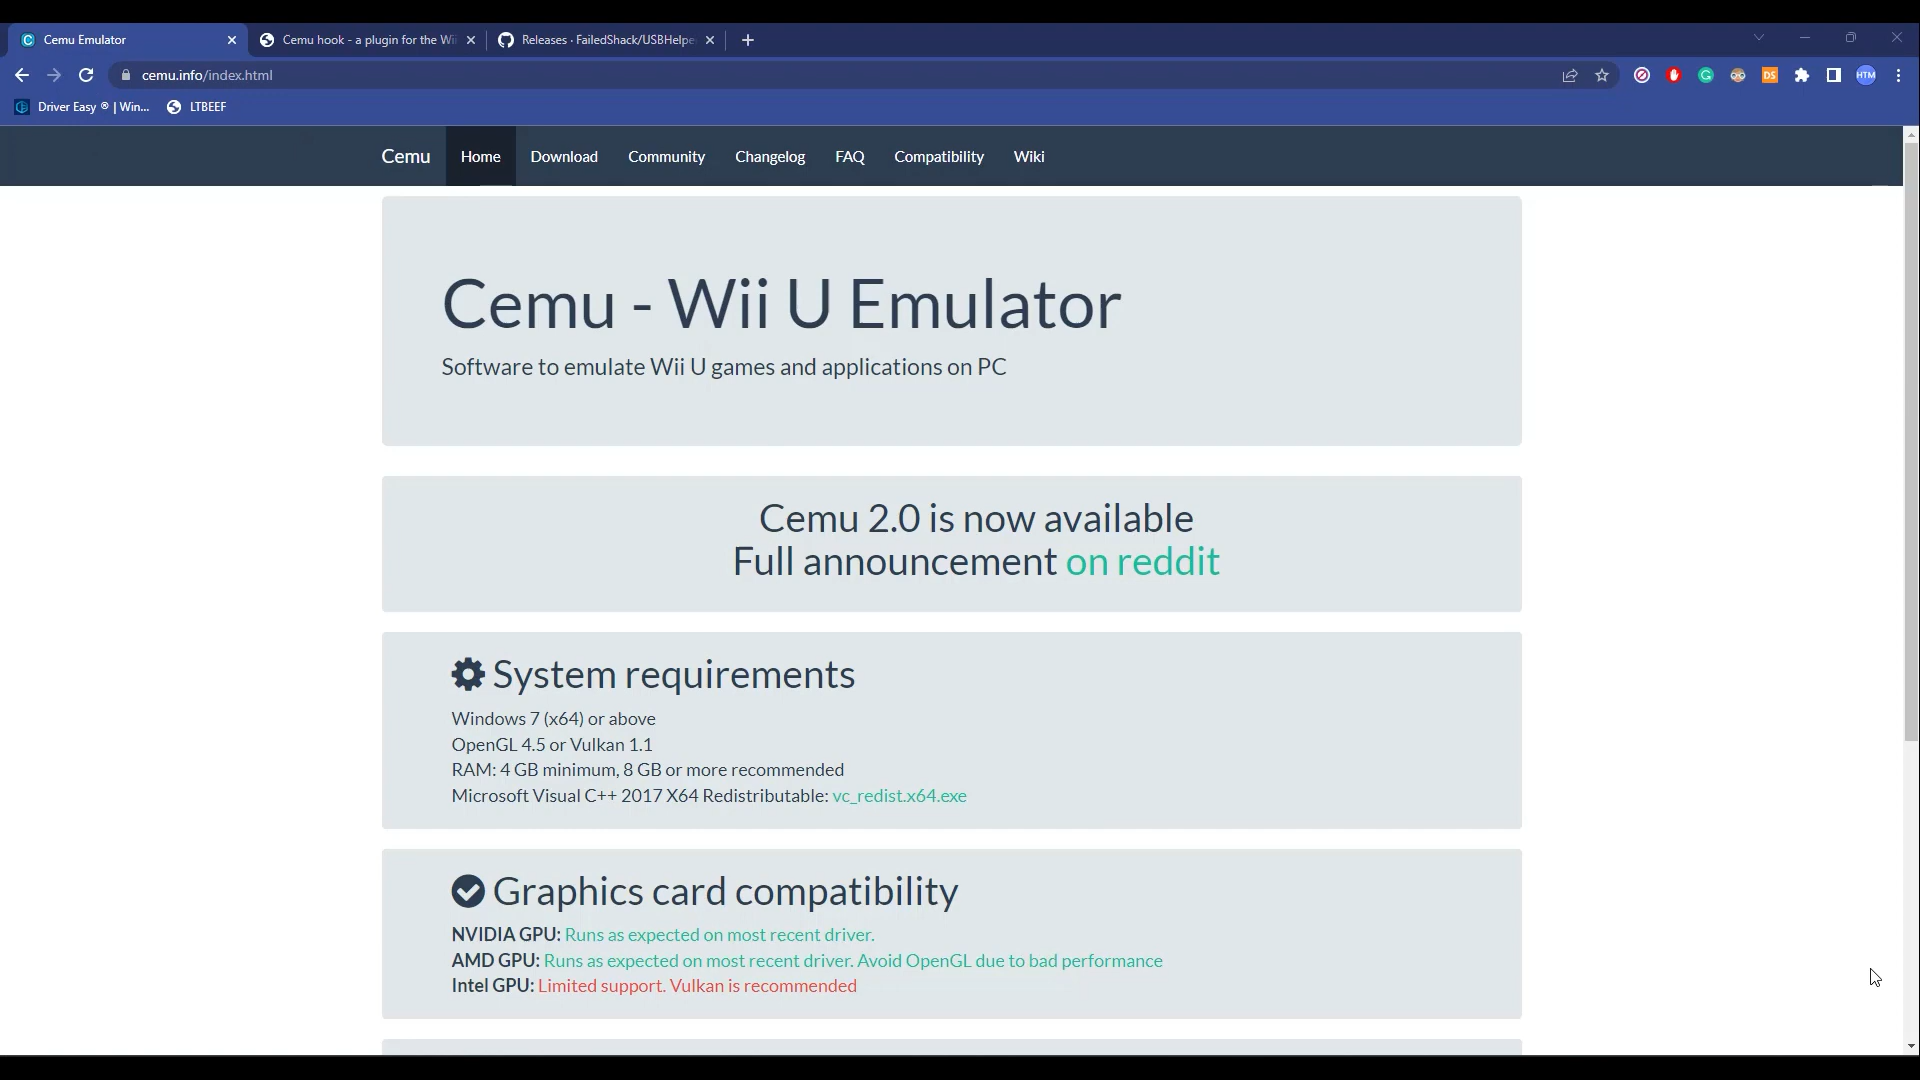 Cemu Emulator
Cemu hook - a plugin for the Wii
Releases · FailedShack/USBHelpe
cemu.info/index.html
DS
HTM
Driver Easy ® | Win...
LTBEEF
Cemu
Home
Download
Community
Changelog
FAQ
Compatibility
Wiki
Cemu - Wii U Emulator
Software to emulate Wii U games and applications on PC
Cemu 2.0 is now available
Full announcement on reddit
System requirements
Windows 7 (x64) or above
OpenGL 4.5 or Vulkan 1.1
RAM: 4 GB minimum, 8 GB or more recommended
Microsoft Visual C++ 2017 X64 Redistributable: vc_redist.x64.exe
Graphics card compatibility
NVIDIA GPU: Runs as expected on most recent driver.
AMD GPU: Runs as expected on most recent driver. Avoid OpenGL due to bad performance
Intel GPU: Limited support. Vulkan is recommended